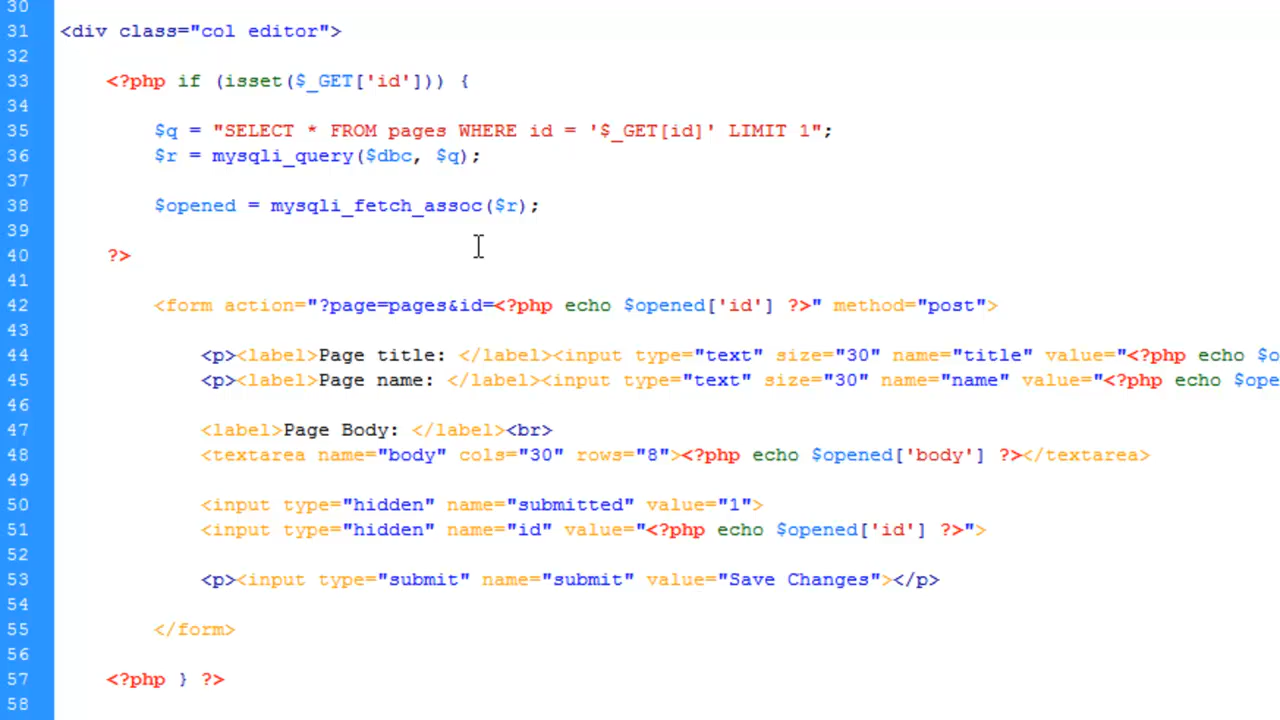 30
31 <div class="col editor">
32
33 <?php if (isset($_GET['id'])) {
34
35 $q = "SELECT * FROM pages WHERE id = '$_GET[id]' LIMIT 1";
36 $r = mysqli_query($dbc, $q);
37
38 $opened = mysqli_fetch_assoc($r);
39
40 ?>
41
42 <form action="?page=pages&id=<?php echo $opened['id'] ?>" method="post">
43
44 <p><label>Page title: </label><input type="text" size="30" name="title" value="<?php echo $o
45 <p><label>Page name: </label><input type="text" size="30" name="name" value="<?php echo $ope
46
47 <label>Page Body: </label><br>
48 <textarea name="body" cols="30" rows="8"><?php echo $opened['body'] ?></textarea>
49
50 <input type="hidden" name="submitted" value="1">
51 <input type="hidden" name="id" value="<?php echo $opened['id'] ?>">
52
53 <p><input type="submit" name="submit" value="Save Changes"></p>
54
55 </form>
56
57 <?php } ?>
58